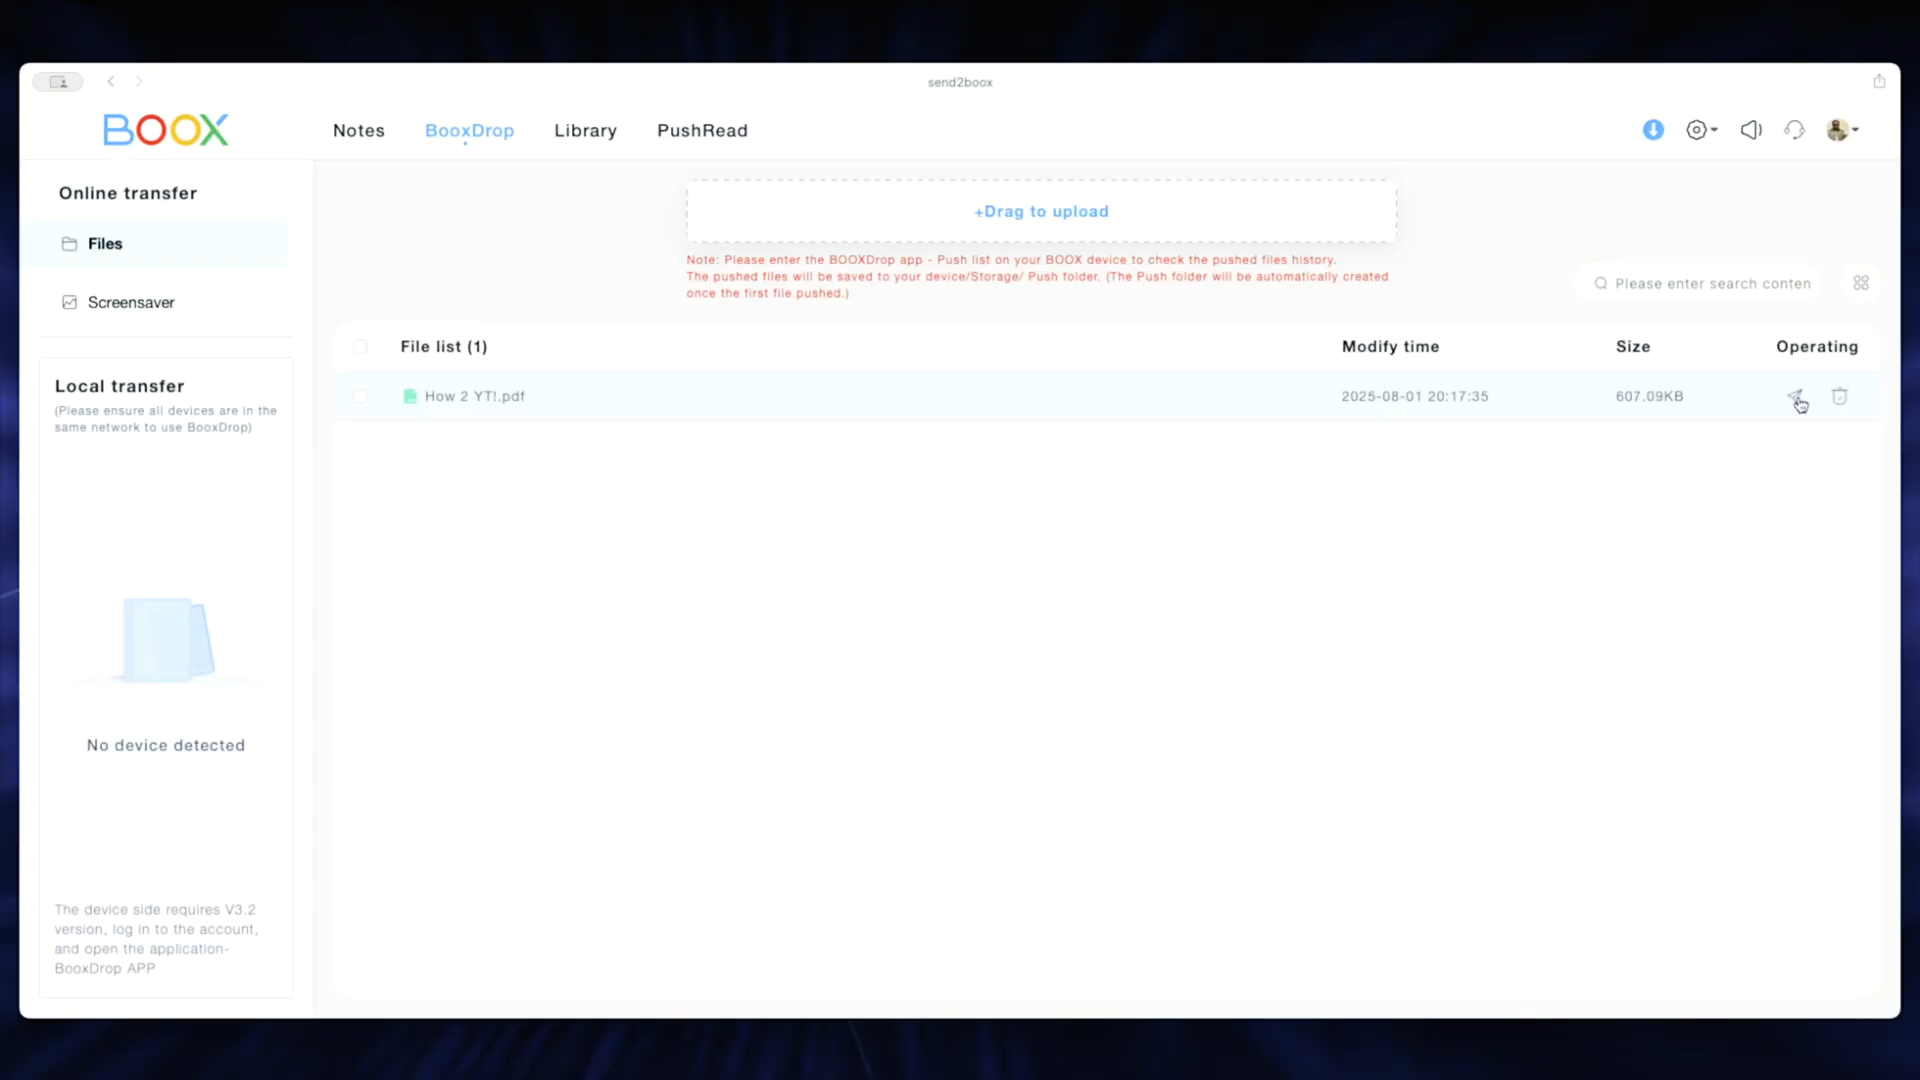 send2boox
BOOX
Notes
BooxDrop
Library
PushRead
Online transfer
Files
Screensaver
Local transfer
(Please ensure all devices are in the
same network to use BooxDrop)
No device detected
The device side requires V3.2
version, log in to the account,
and open the application-
BooxDrop APP
+Drag to upload
Note: Please enter the BOOXDrop app - Push list on your BOOX device to check the pushed files history.
The pushed files will be saved to your device/Storage/ Push folder. (The Push folder will be automatically created
once the first file pushed.)
Please enter search conten
File list (1)
Modify time
Size
Operating
How 2 YT!.pdf
2025-08-01 20:17:35
607.09KB